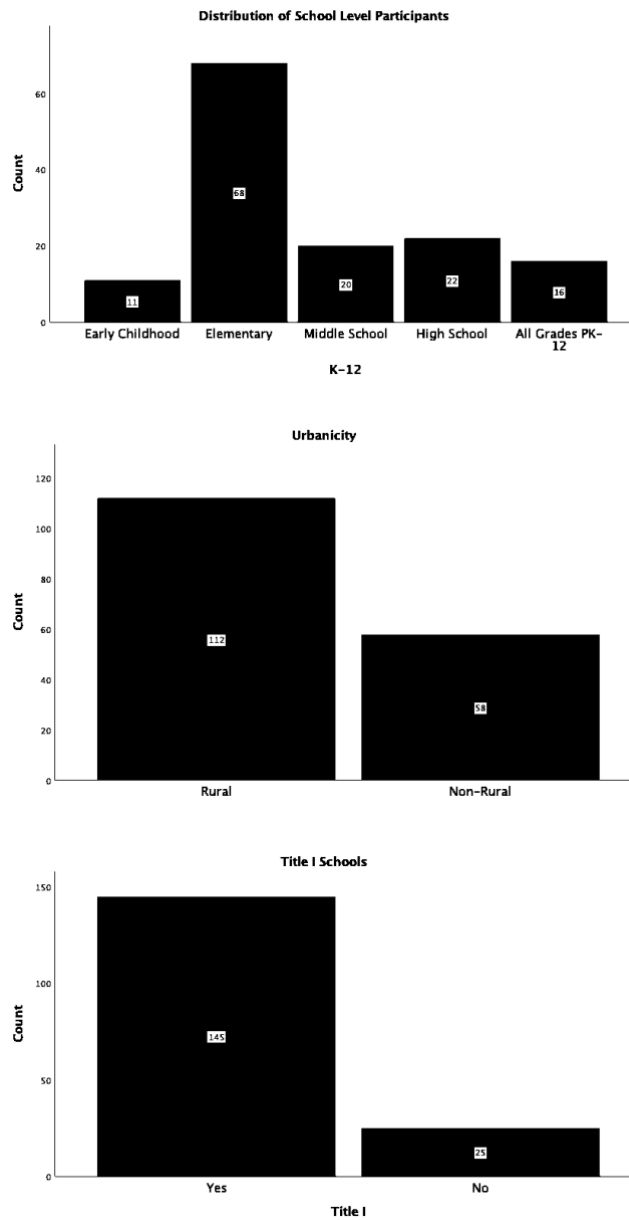 Distribution of School Level Participants
60
40
20
0
Count
11
68
20
22
16
Early Childhood
Elementary
Middle School
High School
All Grades PK-
12
K-12
Urbanicity
120
100
80
60
40
20
0
Count
112
58
Rural
Non-Rural
Title I Schools
150
100
50
0
Count
145
25
Yes
No
Title I